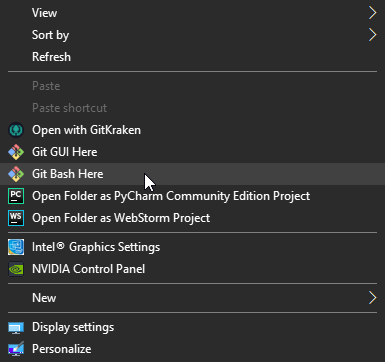 View
Sort by
Refresh
Paste
Paste shortcut
Open with GitKraken
Git GUI Here
Git Bash Here
PC Open Folder as PyCharm Community Edition Project
WS Open Folder as WebStorm Project
Intel® Graphics Settings
NVIDIA Control Panel
New
Display settings
Personalize